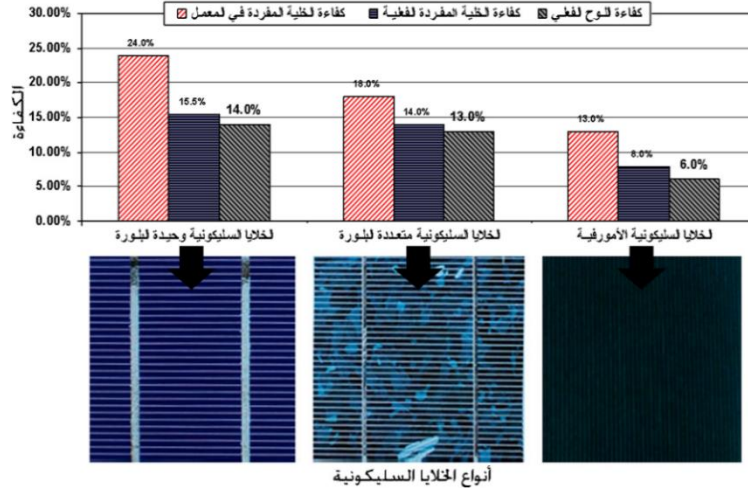 30.00%
25.00%
20.00%
15.00%
10.00%
5.00%
0.00%
الكفاءة
كفاءة الخلية المفردة في المعمل
كفاءة الخلية المفردة الفعلية
كفاءة اللوح الفعلي
24.0%
15.5%
14.0%
18.0%
14.0%
13.0%
13.0%
8.0%
6.0%
الخلايا السليكونية وحيدة البلورة
الخلايا السليكونية متعددة البلورة
الخلايا السليكونية الأمورفية
أنواع الخلايا السليكونية